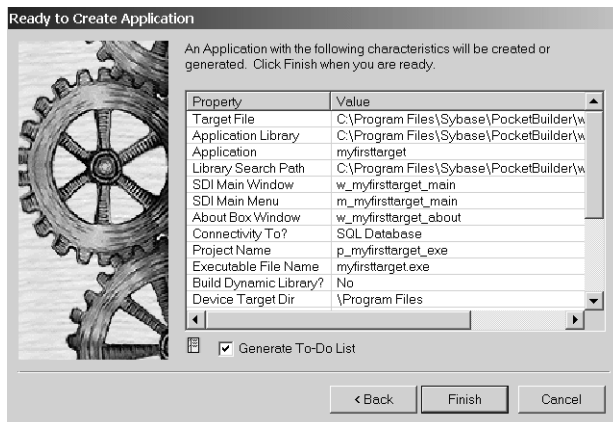 Ready to Create Application
An Application with the following characteristics will be created or
generated. Click Finish when you are ready.
Property Value
Target File C:\Program Files\Sybase\PocketBuilder\w
Application Library C:\Program Files\Sybase\PocketBuilder\w
Application myfirsttarget
Library Search Path C:\Program Files\Sybase\PocketBuilder\w
SDI Main Window w_myfirsttarget_main
SDI Main Menu m_myfirsttarget_main
About Box Window w_myfirsttarget_about
Connectivity To? SQL Database
Project Name p_myfirsttarget_exe
Executable File Name myfirsttarget.exe
Build Dynamic Library? No
Device Target Dir \Program Files
Generate To-Do List
< Back Finish Cancel